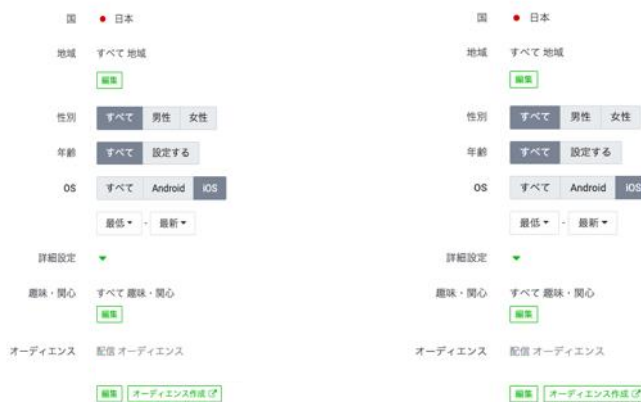 国 日本
地域 すべて 地域
編集
性別 すべて 男性 女性
年齢 すべて 設定する
OS すべて Android iOS
最低 - 最新
詳細設定
趣味・関心 すべて 趣味・関心
編集
オーディエンス 配信 オーディエンス
編集 オーディエンス作成
国 日本
地域 すべて 地域
編集
性別 すべて 男性 女性
年齢 すべて 設定する
OS すべて Android iOS
最低 - 最新
詳細設定
趣味・関心 すべて 趣味・関心
編集
オーディエンス 配信 オーディエンス
編集 オーディエンス作成